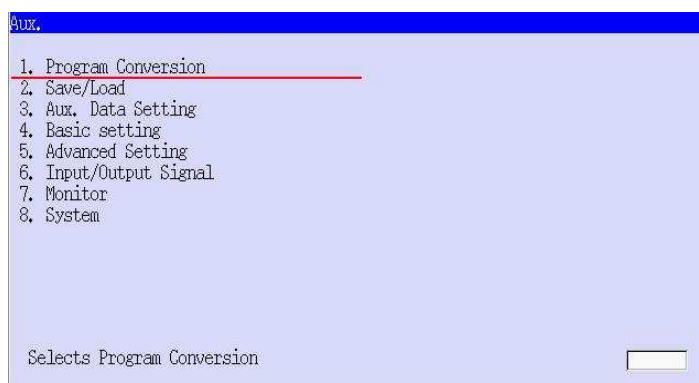 Aux.
1. Program Conversion
2. Save/Load
3. Aux. Data Setting
4. Basic setting
5. Advanced Setting
6. Input/Output Signal
7. Monitor
8. System
Selects Program Conversion